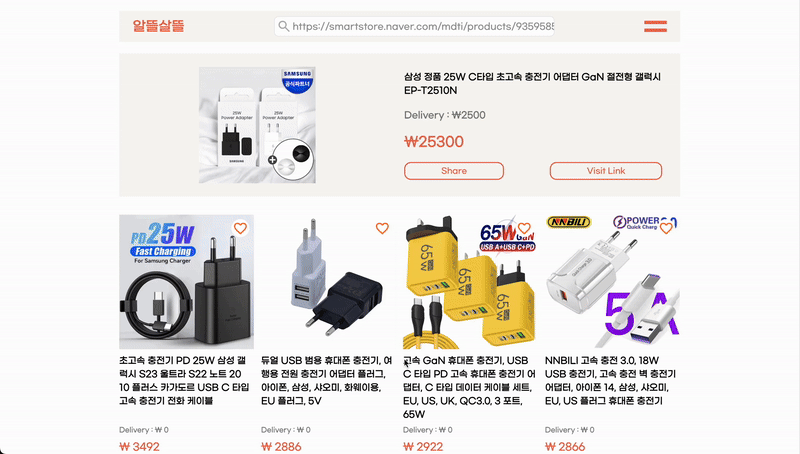 알뜰살뜰
https://smartstore.naver.com/mdti/products/9359585
SAMSUNG
공식파트너
25W
Power Adapter
25W
Power Adapter
SAMSUNG
삼성 정품 25W C타입 초고속 충전기 어댑터 GaN 절전형 갤럭시
EP-T2510N
Delivery : ₩2500
₩25300
Share
Visit Link
PD25W
Fast Charging
For Samsung Charger
초고속 충전기 PD 25W 삼성 갤
럭시 S23 울트라 S22 노트 20
10 플러스 카가드르 USB C 타입
고속 충전기 전화 케이블
Delivery : ₩ 0
₩ 3492
듀얼 USB 범용 휴대폰 충전기, 여
행용 전원 충전기 어댑터 플러그,
아이폰, 삼성, 샤오미, 화웨이용,
EU 플러그, 5V
Delivery : ₩ 0
₩ 2886
65W GaN
USB A+USB C+PD
65W
65W
65W
고속 GaN 휴대폰 충전기, USB
C 타입 PD 고속 휴대폰 충전기 어
댑터, C 타입 데이터 케이블 세트,
EU, US, UK, QC3.0, 3 포트,
65W
Delivery : ₩ 0
₩ 2922
NNBILI
POWER 3.0
Quick Charg
5A
NNBILI 고속 충전 3.0, 18W
USB 충전기, 고속 충전 벽 충전기
어댑터, 아이폰 14, 삼성, 샤오미,
EU, US 플러그 휴대폰 충전기
Delivery : ₩ 0
₩ 2866